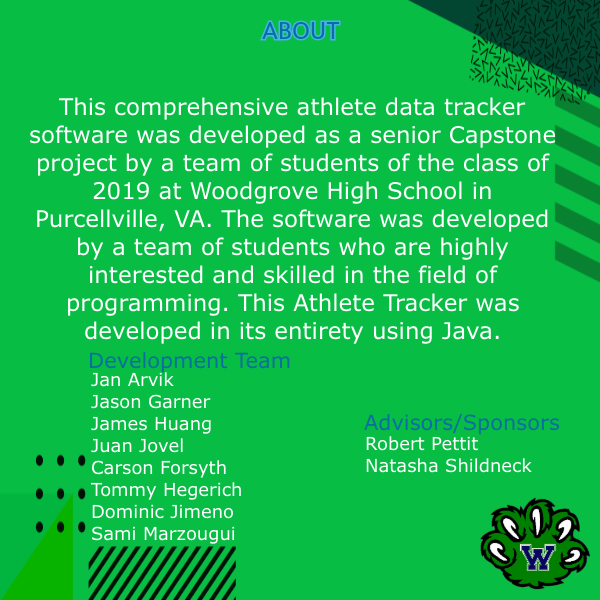 ABOUT
This comprehensive athlete data tracker
software was developed as a senior Capstone
project by a team of students of the class of
2019 at Woodgrove High School in
Purcellville, VA. The software was developed
by a team of students who are highly
interested and skilled in the field of
programming. This Athlete Tracker was
developed in its entirety using Java.
Development Team
Jan Arvik
Jason Garner
James Huang
Juan Jovel
Carson Forsyth
Tommy Hegerich
Dominic Jimeno
Sami Marzougui
Advisors/Sponsors
Robert Pettit
Natasha Shildneck
W